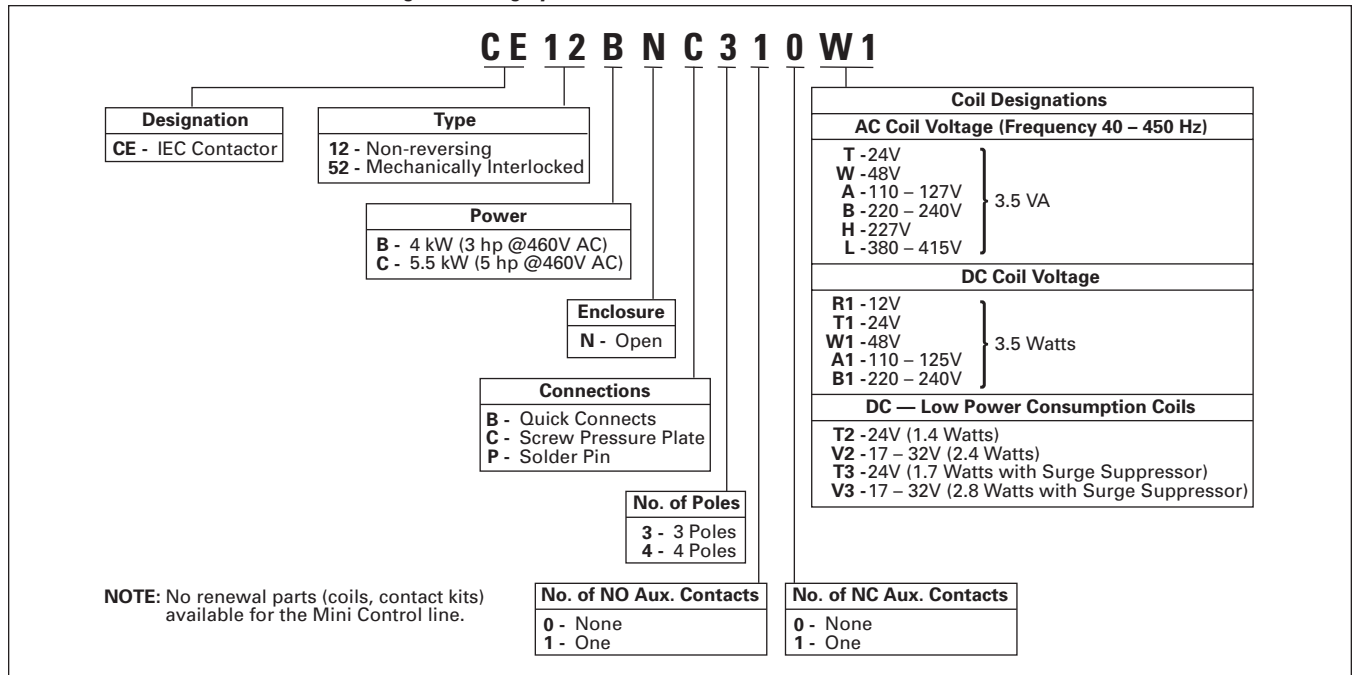 CE 12 B N C 3 1 0 W1
Designation
CE - IEC Contactor
Type
12 - Non-reversing
52 - Mechanically Interlocked
Power
B - 4 kW (3 hp @460V AC)
C - 5.5 kW (5 hp @460V AC)
Enclosure
N - Open
Connections
B - Quick Connects
C - Screw Pressure Plate
P - Solder Pin
No. of Poles
3 - 3 Poles
4 - 4 Poles
No. of NO Aux. Contacts
0 - None
1 - One
No. of NC Aux. Contacts
0 - None
1 - One
Coil Designations
AC Coil Voltage (Frequency 40 – 450 Hz)
T -24V
W -48V
A -110 – 127V
B -220 – 240V
H -227V
L -380 – 415V
3.5 VA
DC Coil Voltage
R1 -12V
T1 -24V
W1 -48V
A1 -110 – 125V
B1 -220 – 240V
3.5 Watts
DC — Low Power Consumption Coils
T2 -24V (1.4 Watts)
V2 -17 – 32V (2.4 Watts)
T3 -24V (1.7 Watts with Surge Suppressor)
V3 -17 – 32V (2.8 Watts with Surge Suppressor)
NOTE: No renewal parts (coils, contact kits)
available for the Mini Control line.